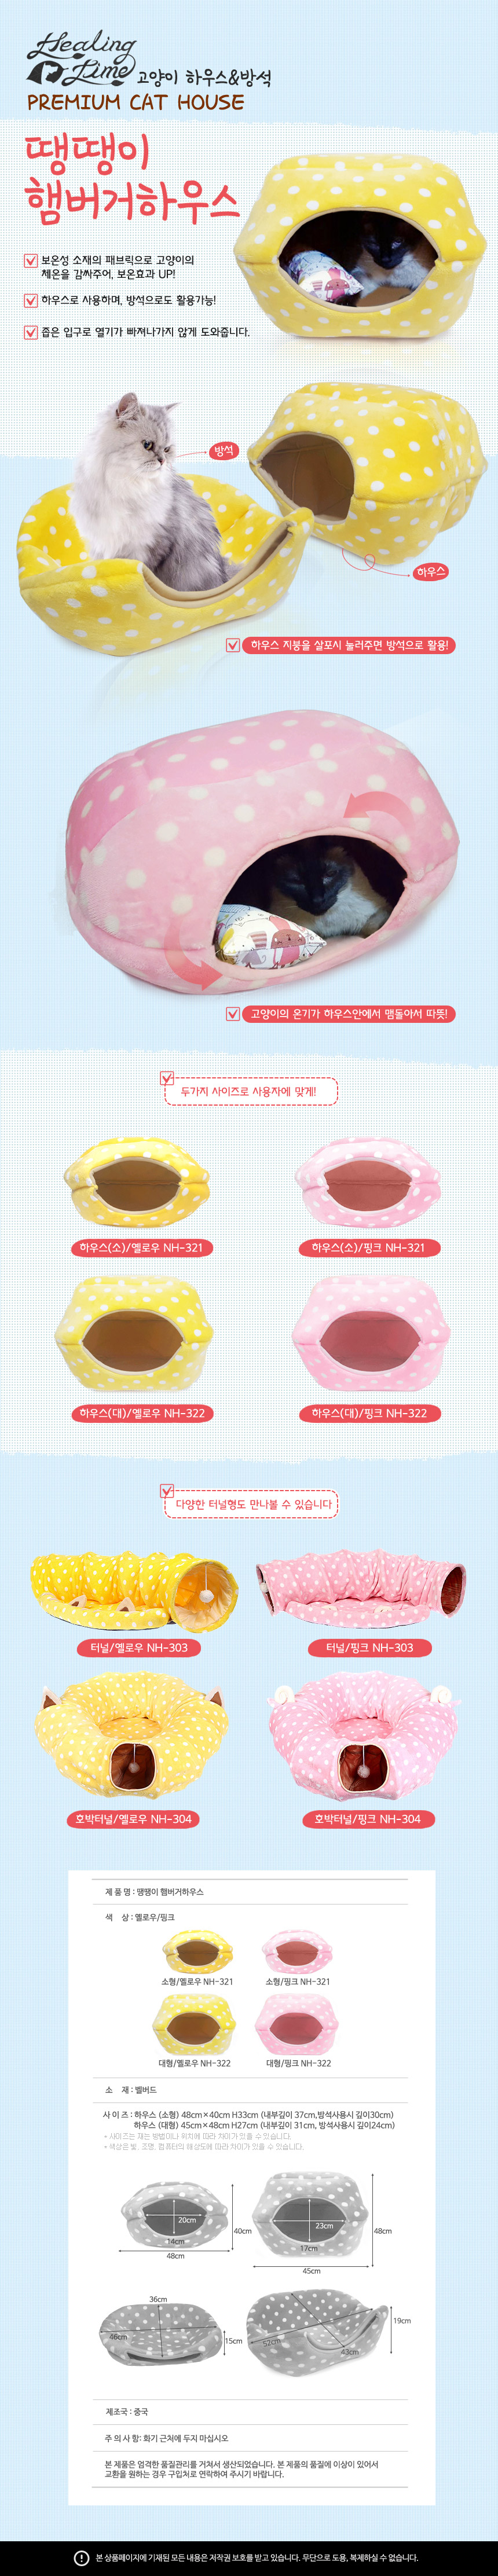 Healing Time 고양이 하우스&방석
PREMIUM CAT HOUSE
땡땡이
햄버거하우스
보온성 소재의 패브릭으로 고양이의
체온을 감싸주어, 보온효과 UP!
하우스로 사용하며, 방석으로도 활용가능!
좁은 입구로 열기가 빠져나가지 않게 도와줍니다.
방석
하우스
하우스 지붕을 살포시 눌러주면 방석으로 활용!
고양이의 온기가 하우스안에서 맴돌아서 따뜻!
두가지 사이즈로 사용자에 맞게!
하우스(소)/옐로우 NH-321
하우스(소)/핑크 NH-321
하우스(대)/옐로우 NH-322
하우스(대)/핑크 NH-322
다양한 터널형도 만나볼 수 있습니다
터널/옐로우 NH-303
터널/핑크 NH-303
호박터널/옐로우 NH-304
호박터널/핑크 NH-304
제 품 명 : 땡땡이 햄버거하우스
색 상 : 옐로우/핑크
소형/옐로우 NH-321
소형/핑크 NH-321
대형/옐로우 NH-322
대형/핑크 NH-322
소 재 : 벨버드
사 이 즈 : 하우스 (소형) 48cm×40cm H33cm (내부깊이 37cm,방석사용시 깊이30cm)
하우스 (대형) 45cm×48cm H27cm (내부깊이 31cm, 방석사용시 깊이24cm)
* 사이즈는 재는 방법이나 위치에 따라 차이가 있을 수 있습니다.
* 색상은 빛, 조명, 컴퓨터의 해상도에 따라 차이가 있을 수 있습니다.
20cm
14cm
40cm
48cm
23cm
17cm
48cm
45cm
36cm
46cm
15cm
19cm
52cm
43cm
제조국 : 중국
주 의 사 항: 화기 근처에 두지 마십시오
본 제품은 엄격한 품질관리를 거쳐서 생산되었습니다. 본 제품의 품질에 이상이 있어서
교환을 원하는 경우 구입처로 연락하여 주시기 바랍니다.
본 상품페이지에 기재된 모든 내용은 저작권 보호를 받고 있습니다. 무단으로 도용, 복제하실 수 없습니다.